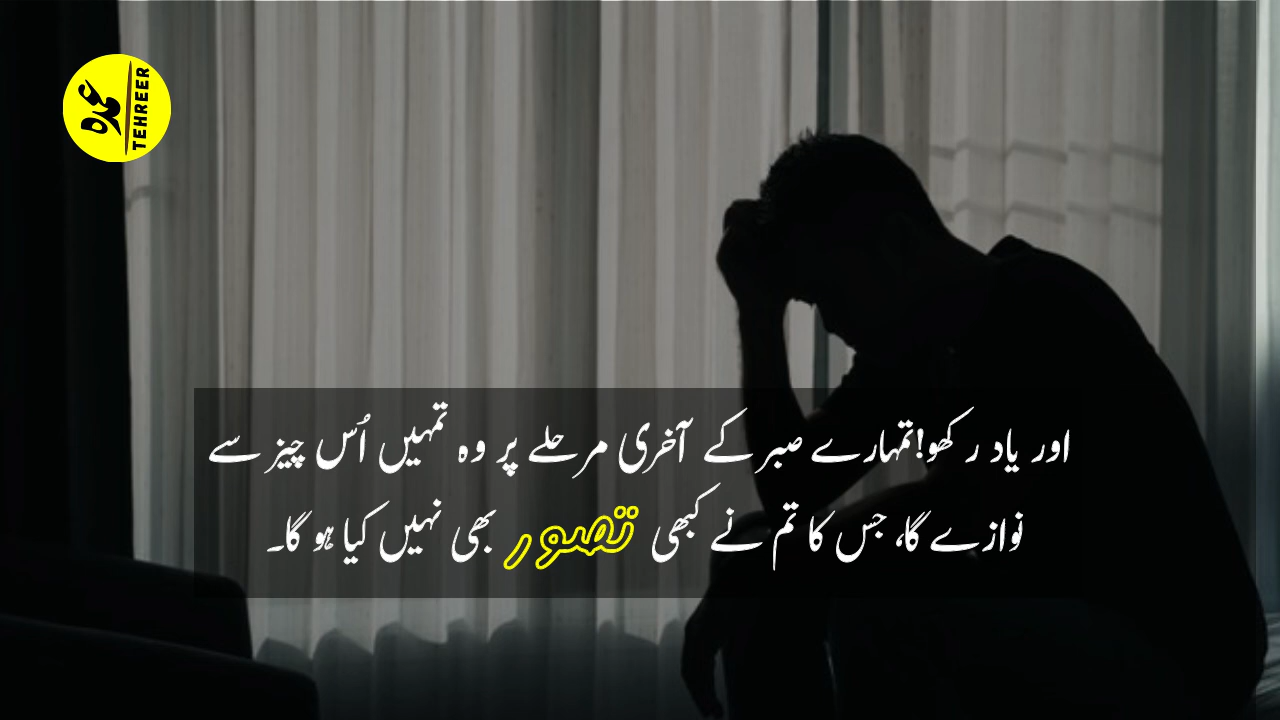 عمدہ
TEHREER
اور یاد رکھو!تمہارے صبر کے آخری مرحلے پر وہ تمہیں اُس چیز سے
نوازے گا، جس کا تم نے کبھی تصور بھی نہیں کیا ہو گا۔